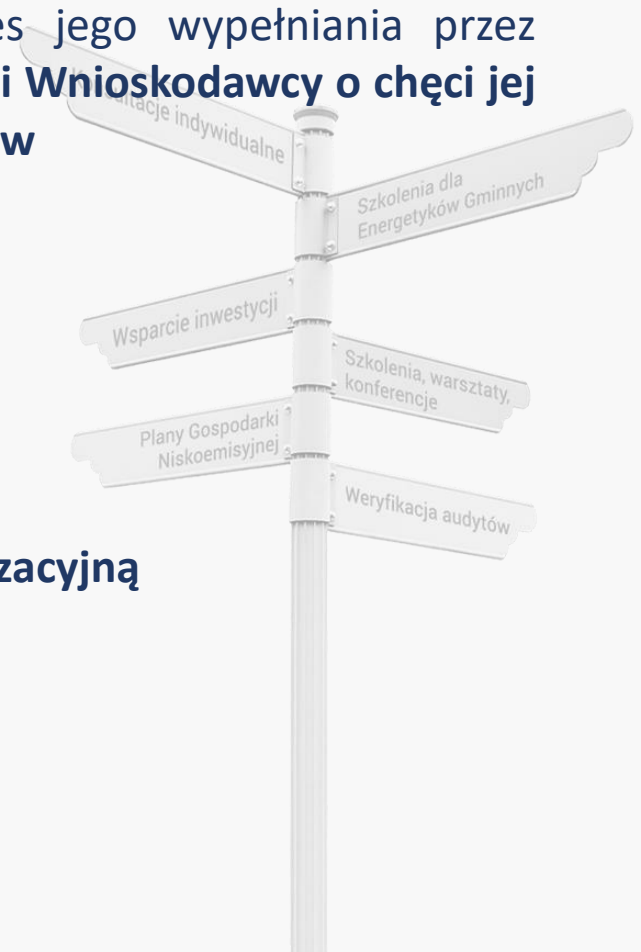 es jego wypełniania przez
i Wnioskodawcy o chęci jej
w
indywidualne
Szkolenia dla
Energetyków Gminnych
Wsparcie inwestycji
Szkolenia, warsztaty,
konferencje
Plany Gospodarki
Niskoemisyjnej
Weryfikacja audytów
zacyjną